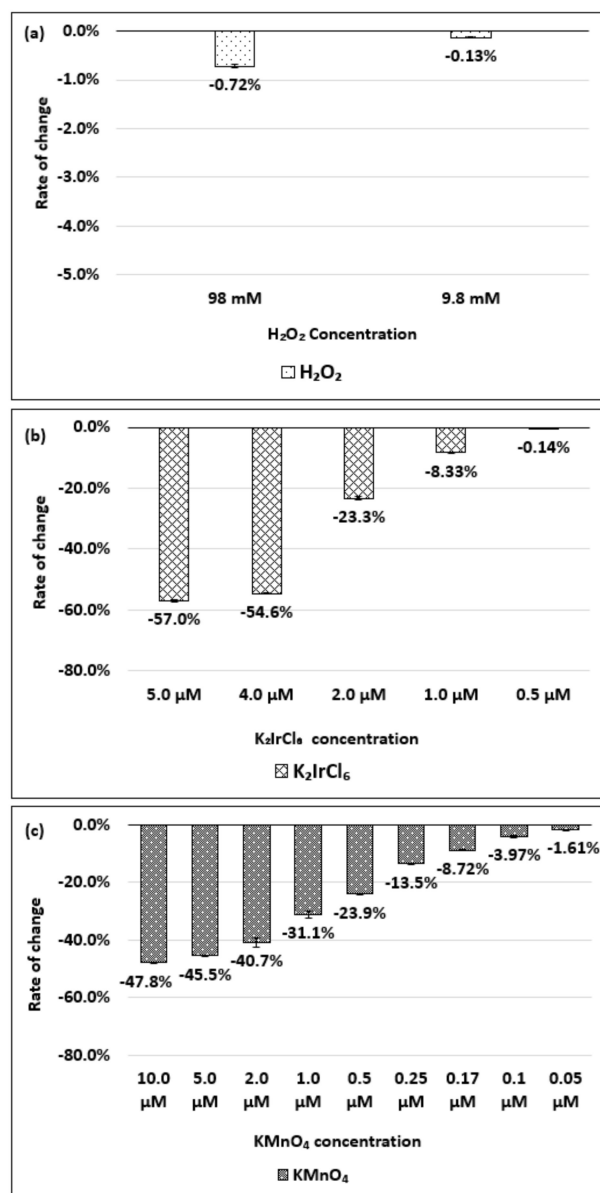 (a)
0.0%
-1.0%
-2.0%
-3.0%
-4.0%
-5.0%
Rate of change
-0.72%
-0.13%
98 mM 9.8 mM
H₂O₂ Concentration
H₂O₂
(b)
0.0%
-20.0%
-40.0%
-60.0%
-80.0%
Rate of change
-57.0%
-54.6%
-23.3%
-8.33%
-0.14%
5.0 µM 4.0 µM 2.0 µM 1.0 µM 0.5 µM
K₂IrCl₆ concentration
K₂IrCl₆
(c)
0.0%
-20.0%
-40.0%
-60.0%
-80.0%
Rate of change
-47.8%
-45.5%
-40.7%
-31.1%
-23.9%
-13.5%
-8.72%
-3.97%
-1.61%
10.0 5.0 2.0 1.0 0.5 0.25 0.17 0.1 0.05
µM µM µM µM µM µM µM µM µM
KMnO₄ concentration
KMnO₄